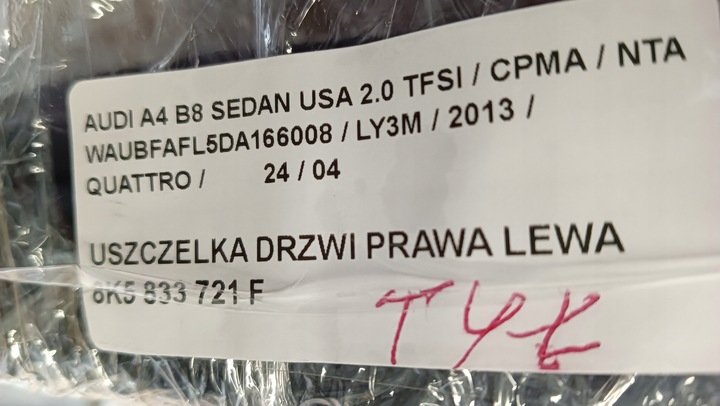 AUDI A4 B8 SEDAN USA 2.0 TFSI / CPMA / NTA
WAUBFAFL5DA166008 / LY3M / 2013 /
QUATTRO / 24 / 04
USZCZELKA DRZWI PRAWA LEWA
8K5 833 721 F
TYŁ